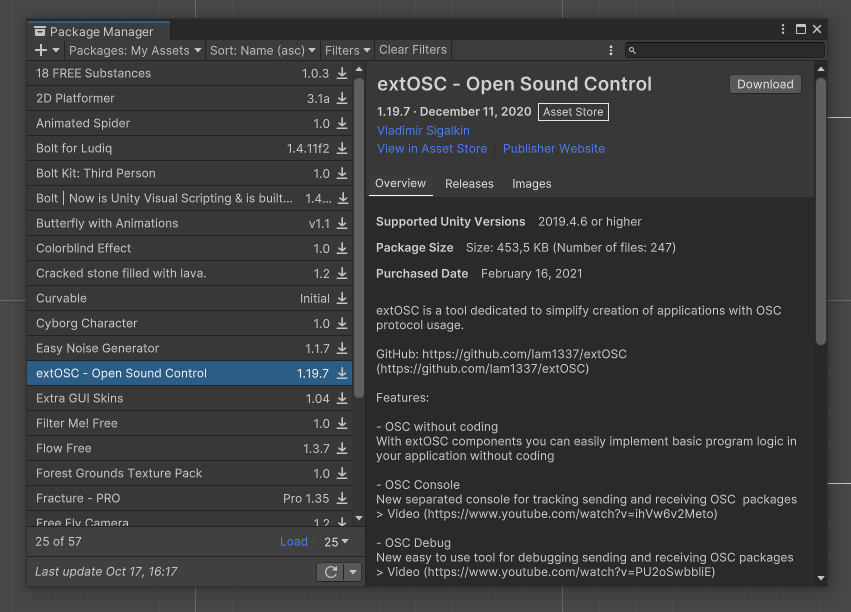 Package Manager
Packages: My Assets
Sort: Name (asc)
Filters
Clear Filters
18 FREE Substances 1.0.3
2D Platformer 3.1a
Animated Spider 1.0
Bolt for Ludiq 1.4.11f2
Bolt Kit: Third Person 1.0
Bolt | Now is Unity Visual Scripting & is built... 1.4...
Butterfly with Animations v1.1
Colorblind Effect 1.0
Cracked stone filled with lava. 1.2
Curvable Initial
Cyborg Character 1.0
Easy Noise Generator 1.1.7
extOSC - Open Sound Control 1.19.7
Extra GUI Skins 1.04
Filter Me! Free 1.0
Flow Free 1.3.7
Forest Grounds Texture Pack 1.0
Fracture - PRO Pro 1.35
Free Fly Camera 1.2
25 of 57 Load 25
Last update Oct 17, 16:17
extOSC - Open Sound Control
Download
1.19.7 · December 11, 2020 Asset Store
Vladimir Sigalkin
View in Asset Store Publisher Website
Overview Releases Images
Supported Unity Versions 2019.4.6 or higher
Package Size Size: 453,5 KB (Number of files: 247)
Purchased Date February 16, 2021
extOSC is a tool dedicated to simplify creation of applications with OSC
protocol usage.
GitHub: https://github.com/Iam1337/extOSC
(https://github.com/Iam1337/extOSC)
Features:
- OSC without coding
With extOSC components you can easily implement basic program logic in
your application without coding
- OSC Console
New separated console for tracking sending and receiving OSC  packages
> Video (https://www.youtube.com/watch?v=ihVw6v2Meto)
- OSC Debug
New easy to use tool for debugging sending and receiving OSC packages
> Video (https://www.youtube.com/watch?v=PU2oSwbbliE)